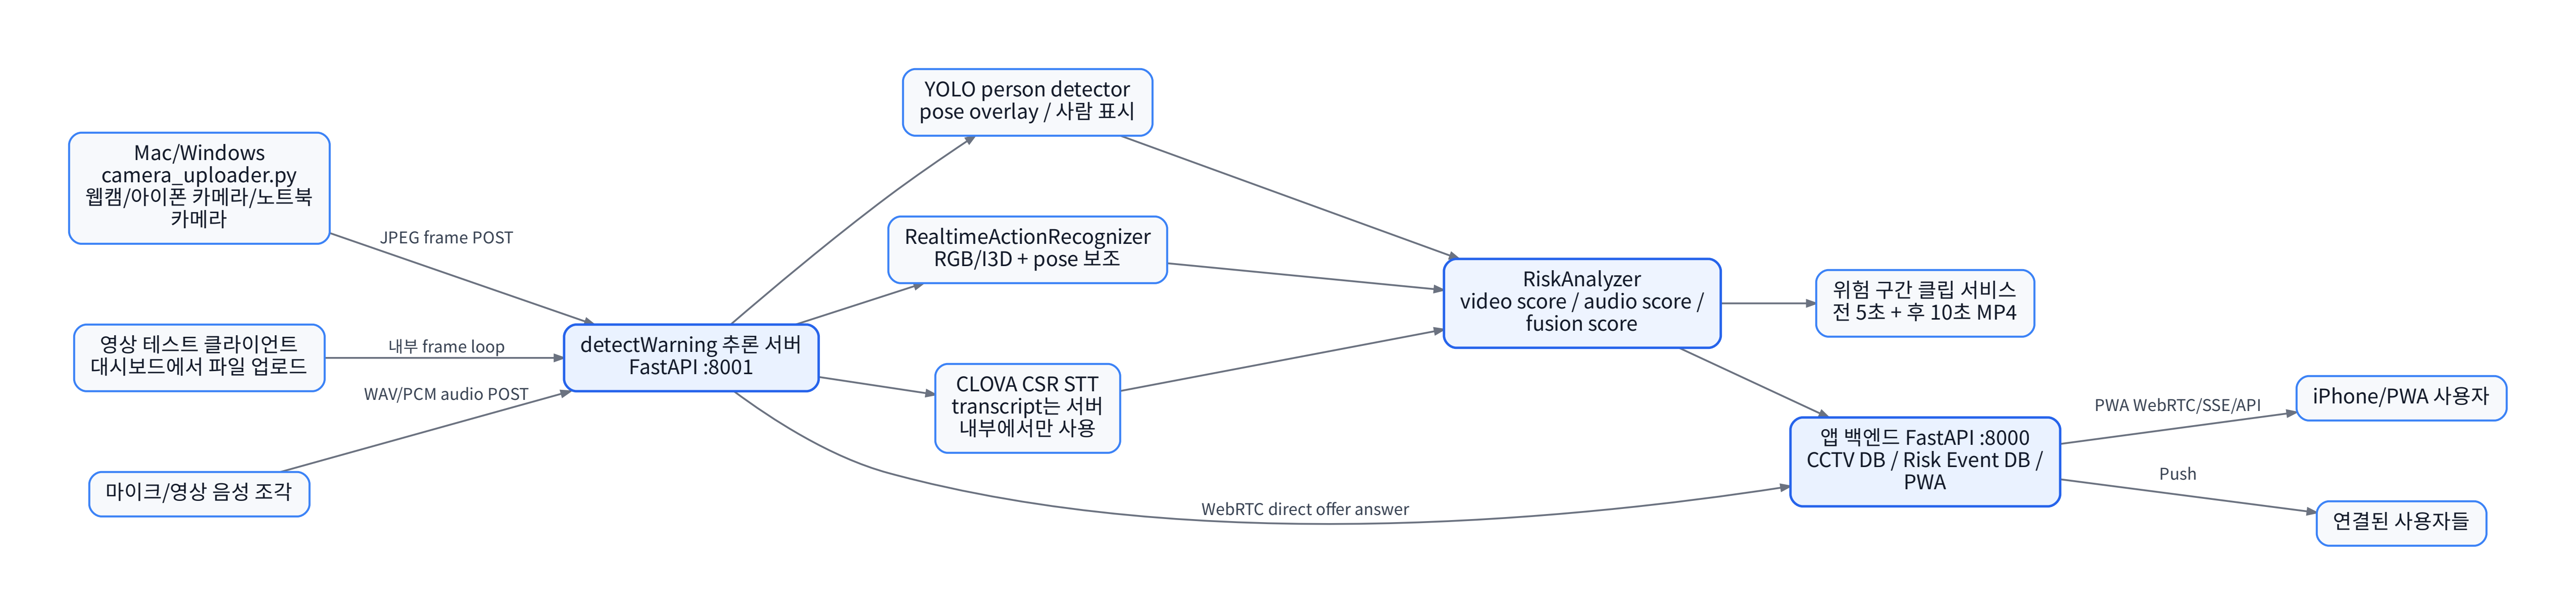 Mac/Windows
camera_uploader.py
웹캠/아이폰 카메라/노트북
카메라
JPEG frame POST
영상 테스트 클라이언트
대시보드에서 파일 업로드
내부 frame loop
마이크/영상 음성 조각
WAV/PCM audio POST
detectWarning 추론 서버
FastAPI :8001
YOLO person detector
pose overlay / 사람 표시
RealtimeActionRecognizer
RGB/I3D + pose 보조
CLOVA CSR STT
transcript는 서버
내부에서만 사용
WebRTC direct offer answer
RiskAnalyzer
video score / audio score /
fusion score
위험 구간 클립 서비스
전 5초 + 후 10초 MP4
앱 백엔드 FastAPI :8000
CCTV DB / Risk Event DB /
PWA
PWA WebRTC/SSE/API
iPhone/PWA 사용자
Push
연결된 사용자들